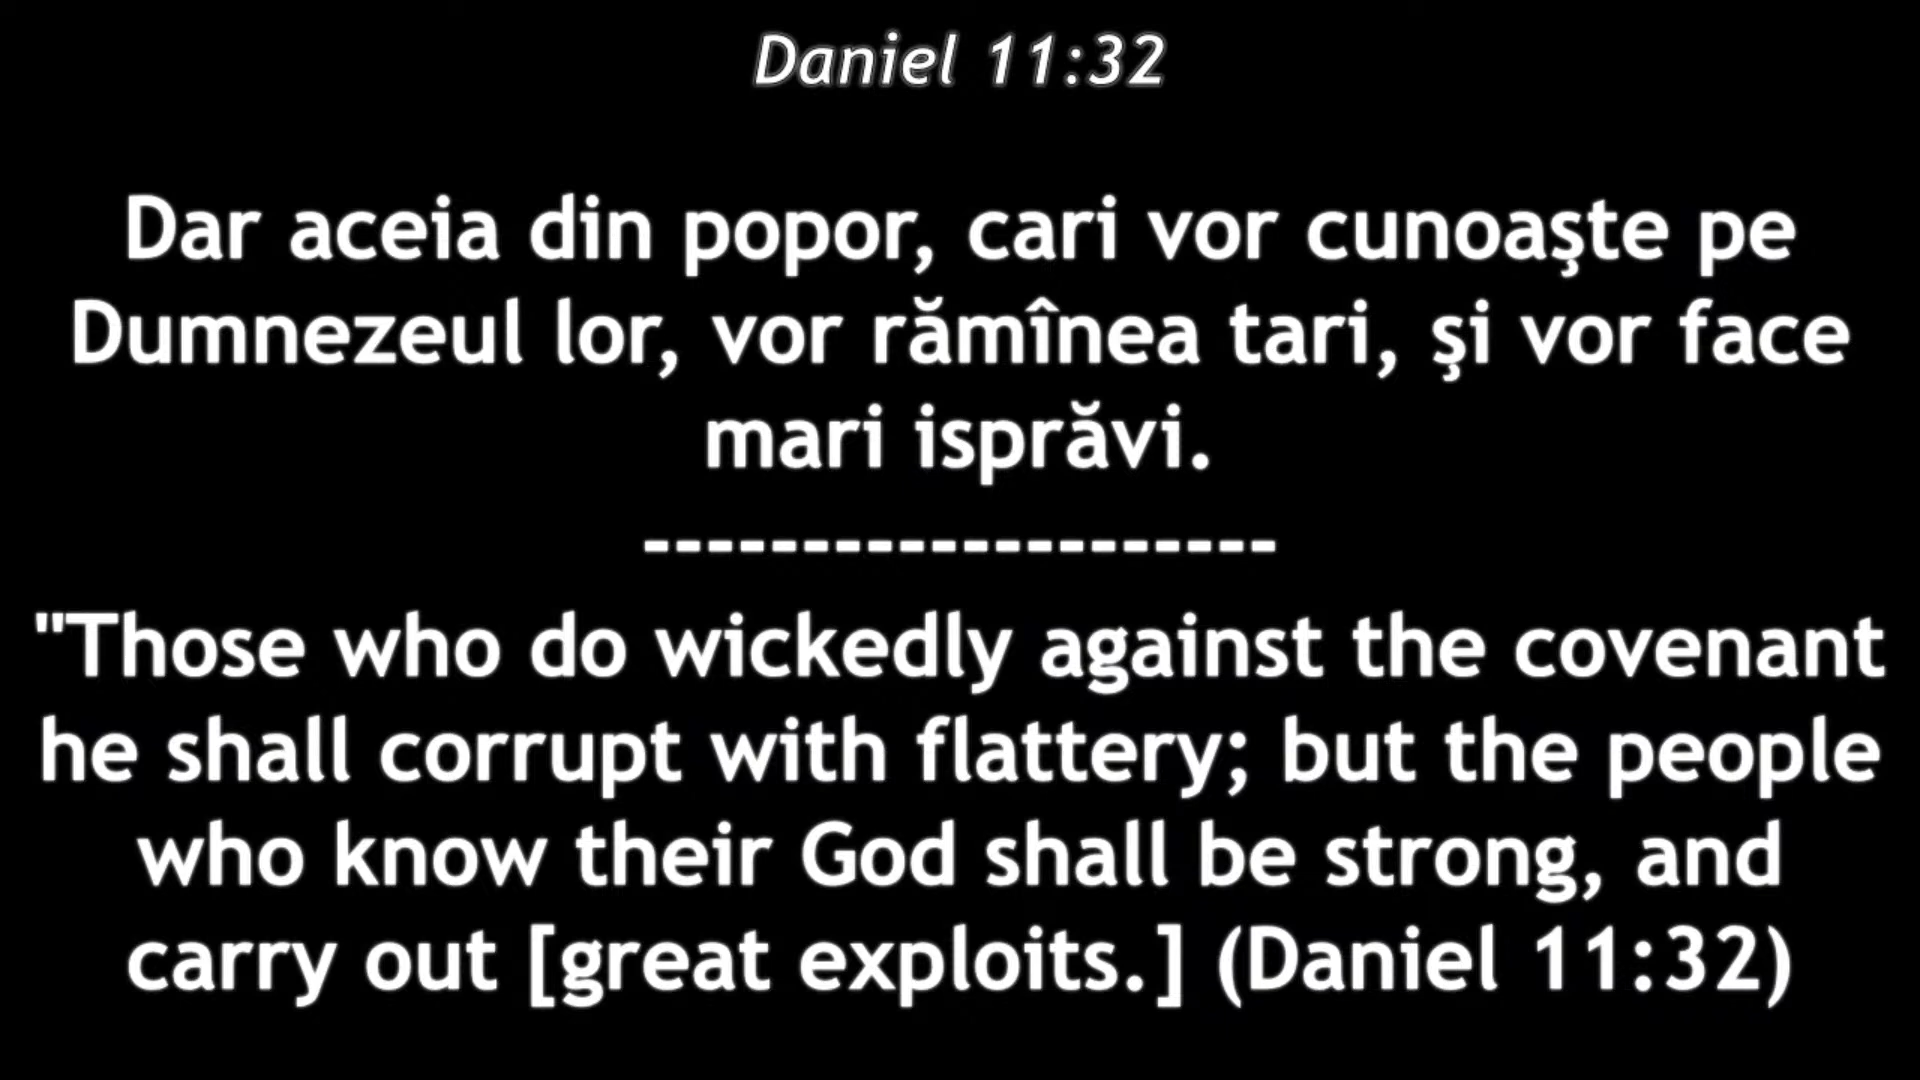 Daniel 11:32
Dar aceia din popor, cari vor cunoaşte pe
Dumnezeul lor, vor rămînea tari, şi vor face
mari isprăvi.
--------------------
"Those who do wickedly against the covenant
he shall corrupt with flattery; but the people
who know their God shall be strong, and
carry out [great exploits.] (Daniel 11:32)